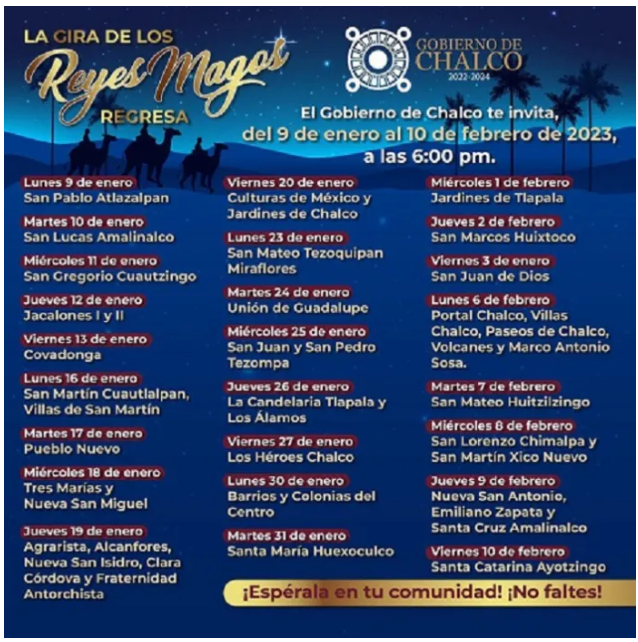 LA GIRA DE LOS
Reyes Magos
REGRESA
GOBIERNO DE
CHALCO
2022-2024
El Gobierno de Chalco te invita,
del 9 de enero al 10 de febrero de 2023,
a las 6:00 pm.
Lunes 9 de enero
San Pablo Atlazalpan
Martes 10 de enero
San Lucas Amalinalco
Miércoles 11 de enero
San Gregorio Cuautzingo
Jueves 12 de enero
Jacalones I y II
Viernes 13 de enero
Covadonga
Lunes 16 de enero
San Martín Cuautlalpan,
Villas de San Martín
Martes 17 de enero
Pueblo Nuevo
Miércoles 18 de enero
Tres Marías y
Nueva San Miguel
Jueves 19 de enero
Agrarista, Alcanfores,
Nueva San Isidro, Clara
Córdova y Fraternidad
Antorchista
Viernes 20 de enero
Culturas de México y
Jardines de Chalco
Lunes 23 de enero
San Mateo Tezoquipan
Miraflores
Martes 24 de enero
Unión de Guadalupe
Miércoles 25 de enero
San Juan y San Pedro
Tezompa
Jueves 26 de enero
La Candelaria Tlapala y
Los Álamos
Viernes 27 de enero
Los Héroes Chalco
Lunes 30 de enero
Barrios y Colonias del
Centro
Martes 31 de enero
Santa María Huexoculco
Miércoles 1 de febrero
Jardines de Tlapala
Jueves 2 de febrero
San Marcos Huixtoco
Viernes 3 de enero
San Juan de Dios
Lunes 6 de febrero
Portal Chalco, Villas
Chalco, Paseos de Chalco,
Volcanes y Marco Antonio
Sosa.
Martes 7 de febrero
San Mateo Huitzilzingo
Miércoles 8 de febrero
San Lorenzo Chimalpa y
San Martín Xico Nuevo
Jueves 9 de febrero
Nueva San Antonio,
Emiliano Zapata y
Santa Cruz Amalinalco
Viernes 10 de febrero
Santa Catarina Ayotzingo
¡Espérala en tu comunidad! ¡No faltes!